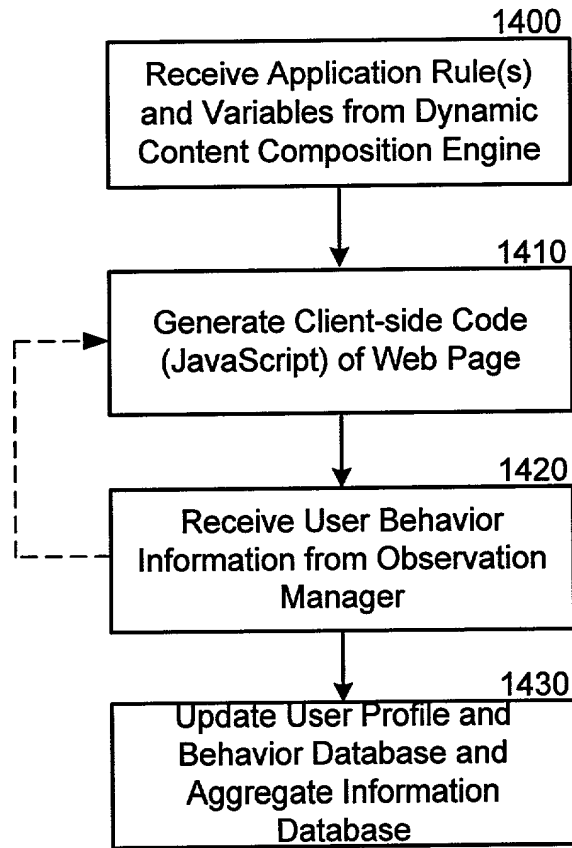 1400
Receive Application Rule(s)
and Variables from Dynamic
Content Composition Engine
1410
Generate Client-side Code
(JavaScript) of Web Page
1420
Receive User Behavior
Information from Observation
Manager
1430
Update User Profile and
Behavior Database and
Aggregate Information
Database